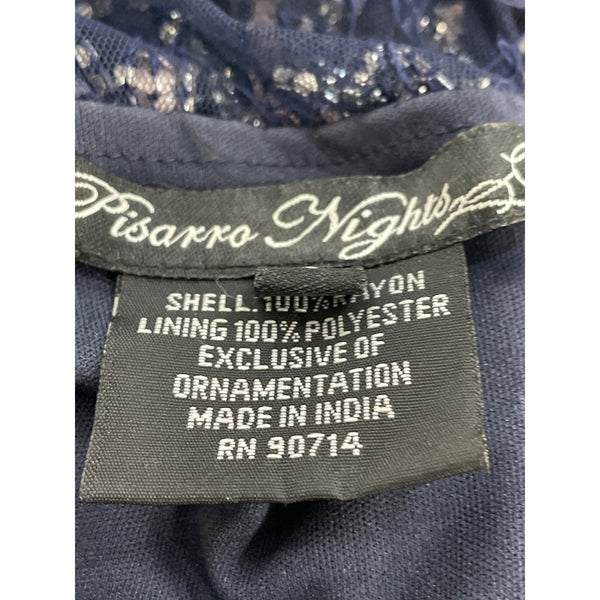 Pisarro Nights
SHELL: 100% RAYON
LINING 100% POLYESTER
EXCLUSIVE OF
ORNAMENTATION
MADE IN INDIA
RN 90714